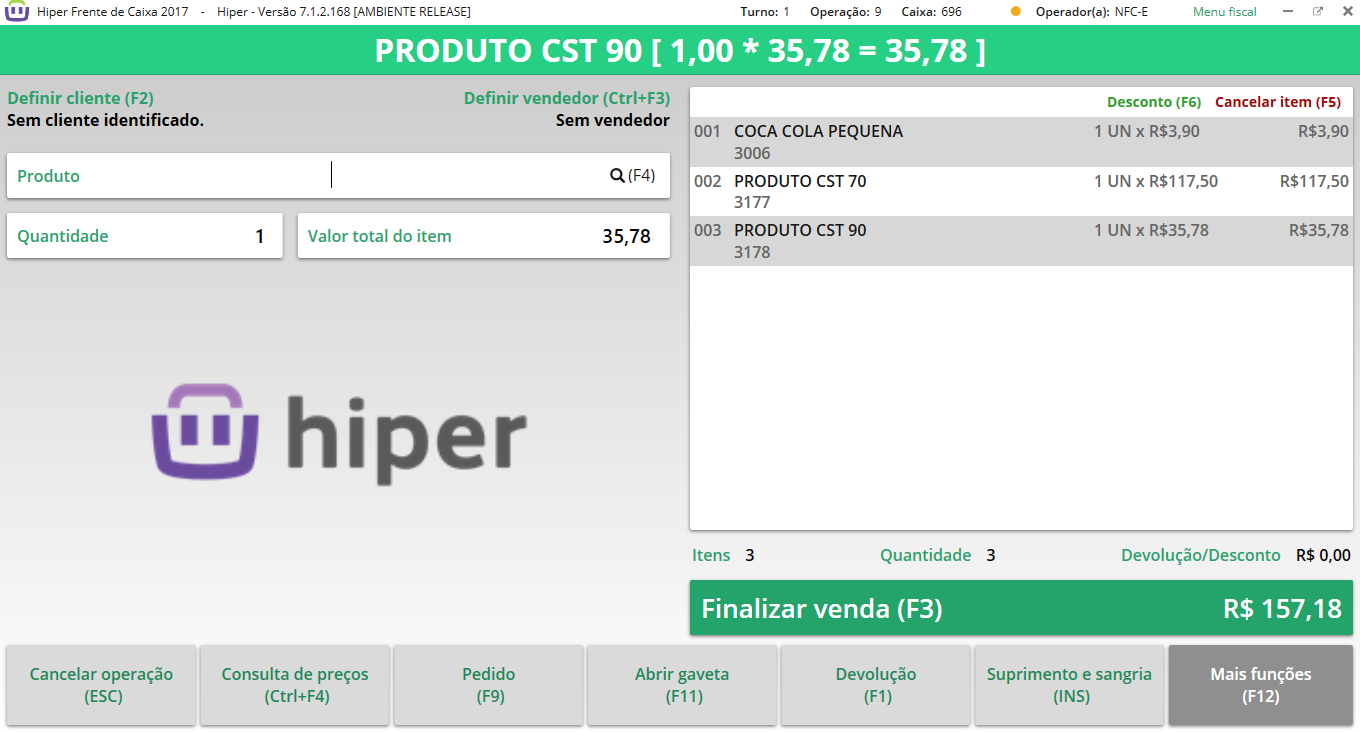 Hiper Frente de Caixa 2017 - Hiper - Versão 7.1.2.168 [AMBIENTE RELEASE] Turno: 1 Operação: 9 Caixa: 696 Operador(a): NFC-E Menu fiscal
PRODUTO CST 90 [ 1,00 * 35,78 = 35,78 ]
Definir cliente (F2) Definir vendedor (Ctrl+F3)
Sem cliente identificado. Sem vendedor
Produto (F4)
Quantidade 1 Valor total do item 35,78
hiper
Desconto (F6) Cancelar item (F5)
001 COCA COLA PEQUENA 1 UN x R$3,90 R$3,90
3006
002 PRODUTO CST 70 1 UN x R$117,50 R$117,50
3177
003 PRODUTO CST 90 1 UN x R$35,78 R$35,78
3178
Itens 3 Quantidade 3 Devolução/Desconto R$ 0,00
Finalizar venda (F3) R$ 157,18
Cancelar operação Consulta de preços Pedido Abrir gaveta Devolução Suprimento e sangria Mais funções
(ESC) (Ctrl+F4) (F9) (F11) (F1) (INS) (F12)